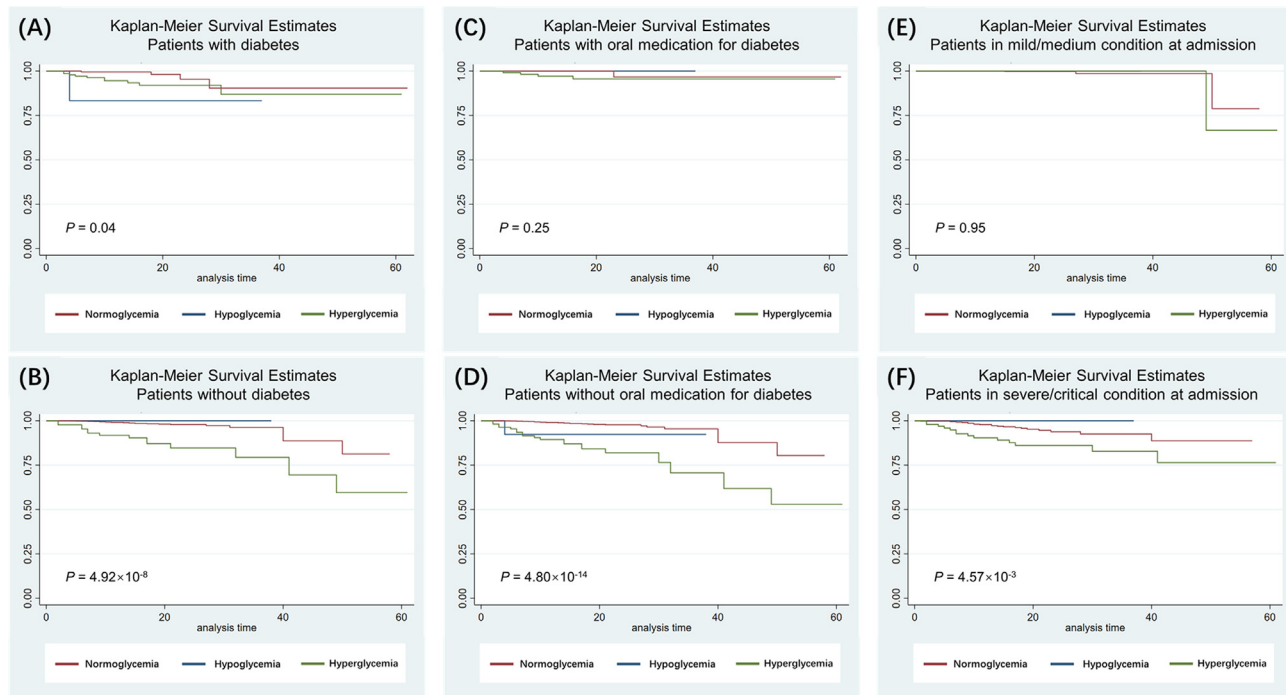 (A)
Kaplan-Meier Survival Estimates
Patients with diabetes
1.00
0.75
0.50
0.25
0.00
P = 0.04
0 20 40 60
analysis time
Normoglycemia Hypoglycemia Hyperglycemia
(C)
Kaplan-Meier Survival Estimates
Patients with oral medication for diabetes
1.00
0.75
0.50
0.25
0.00
P = 0.25
0 20 40 60
analysis time
Normoglycemia Hypoglycemia Hyperglycemia
(E)
Kaplan-Meier Survival Estimates
Patients in mild/medium condition at admission
1.00
0.75
0.50
0.25
0.00
P = 0.95
0 20 40 60
analysis time
Normoglycemia Hypoglycemia Hyperglycemia
(B)
Kaplan-Meier Survival Estimates
Patients without diabetes
1.00
0.75
0.50
0.25
0.00
P = 4.92×10-8
0 20 40 60
analysis time
Normoglycemia Hypoglycemia Hyperglycemia
(D)
Kaplan-Meier Survival Estimates
Patients without oral medication for diabetes
1.00
0.75
0.50
0.25
0.00
P = 4.80×10-14
0 20 40 60
analysis time
Normoglycemia Hypoglycemia Hyperglycemia
(F)
Kaplan-Meier Survival Estimates
Patients in severe/critical condition at admission
1.00
0.75
0.50
0.25
0.00
P = 4.57×10-3
0 20 40 60
analysis time
Normoglycemia Hypoglycemia Hyperglycemia